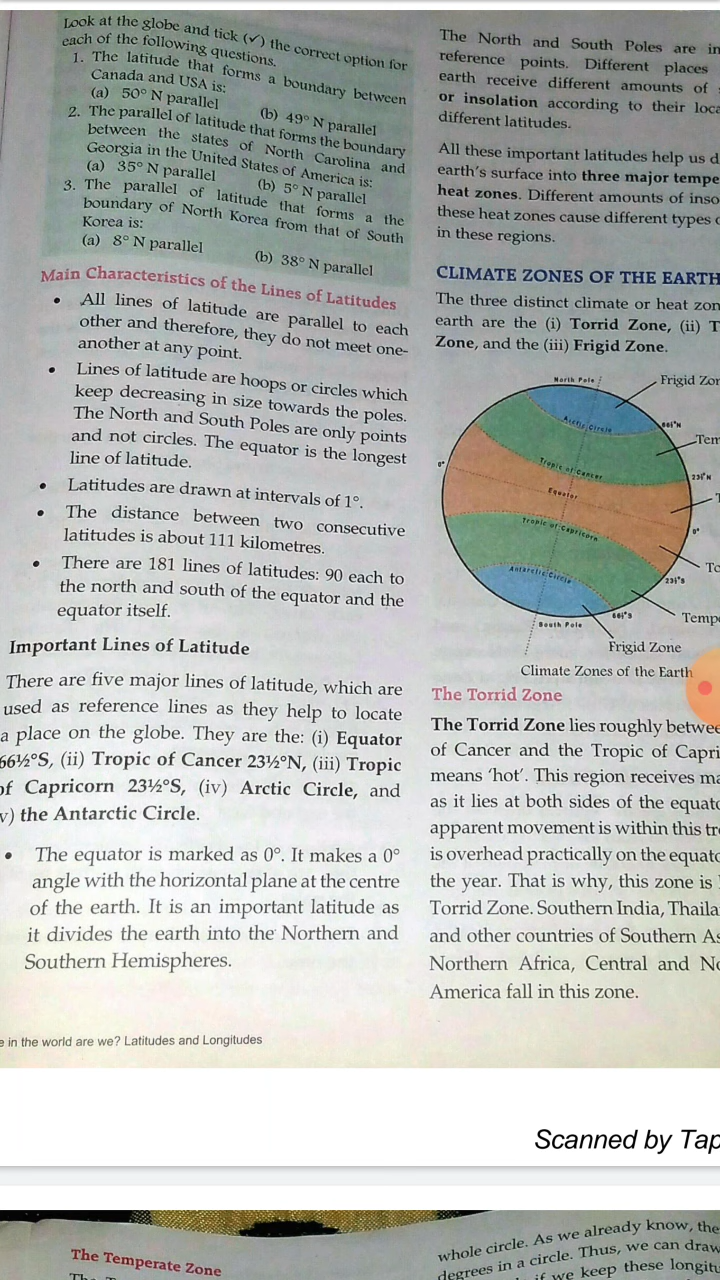 Look at the globe and tick (✓) the correct option for
each of the following questions.
1. The latitude that forms a boundary between
Canada and USA is:
(a) 50° N parallel (b) 49° N parallel
2. The parallel of latitude that forms the boundary
between the states of North Carolina and
Georgia in the United States of America is:
(a) 35° N parallel (b) 5° N parallel
3. The parallel of latitude that forms a the
boundary of North Korea from that of South
Korea is:
(a) 8° N parallel (b) 38° N parallel
Main Characteristics of the Lines of Latitudes
• All lines of latitude are parallel to each
other and therefore, they do not meet one-
another at any point.
• Lines of latitude are hoops or circles which
keep decreasing in size towards the poles.
The North and South Poles are only points
and not circles. The equator is the longest
line of latitude.
• Latitudes are drawn at intervals of 1°.
• The distance between two consecutive
latitudes is about 111 kilometres.
• There are 181 lines of latitudes: 90 each to
the north and south of the equator and the
equator itself.
Important Lines of Latitude
There are five major lines of latitude, which are
used as reference lines as they help to locate
a place on the globe. They are the: (i) Equator
66½°S, (ii) Tropic of Cancer 23½°N, (iii) Tropic
of Capricorn 23½°S, (iv) Arctic Circle, and
v) the Antarctic Circle.
• The equator is marked as 0°. It makes a 0°
angle with the horizontal plane at the centre
of the earth. It is an important latitude as
it divides the earth into the Northern and
Southern Hemispheres.
e in the world are we? Latitudes and Longitudes
The North and South Poles are in
reference points. Different places
earth receive different amounts of
or insolation according to their loca
different latitudes.
All these important latitudes help us d
earth's surface into three major tempe
heat zones. Different amounts of inso
these heat zones cause different types
in these regions.
CLIMATE ZONES OF THE EARTH
The three distinct climate or heat zon
earth are the (i) Torrid Zone, (ii) T
Zone, and the (iii) Frigid Zone.
North Pole
Frigid Zon
Arctic Circle
66½°N
Tem
Tropic of Cancer
23½°N
0°
Equator
T
Tropic of Capricorn
0°
To
Antarctic Circle
23½°S
66½°S
Tempe
South Pole
Frigid Zone
Climate Zones of the Earth
The Torrid Zone
The Torrid Zone lies roughly betwee
of Cancer and the Tropic of Capri
means 'hot'. This region receives ma
as it lies at both sides of the equato
apparent movement is within this tro
is overhead practically on the equato
the year. That is why, this zone is
Torrid Zone. Southern India, Thaila
and other countries of Southern As
Northern Africa, Central and No
America fall in this zone.
Scanned by Tap
The Temperate Zone
whole circle. As we already know, the
degrees in a circle. Thus, we can draw
we keep these longitu